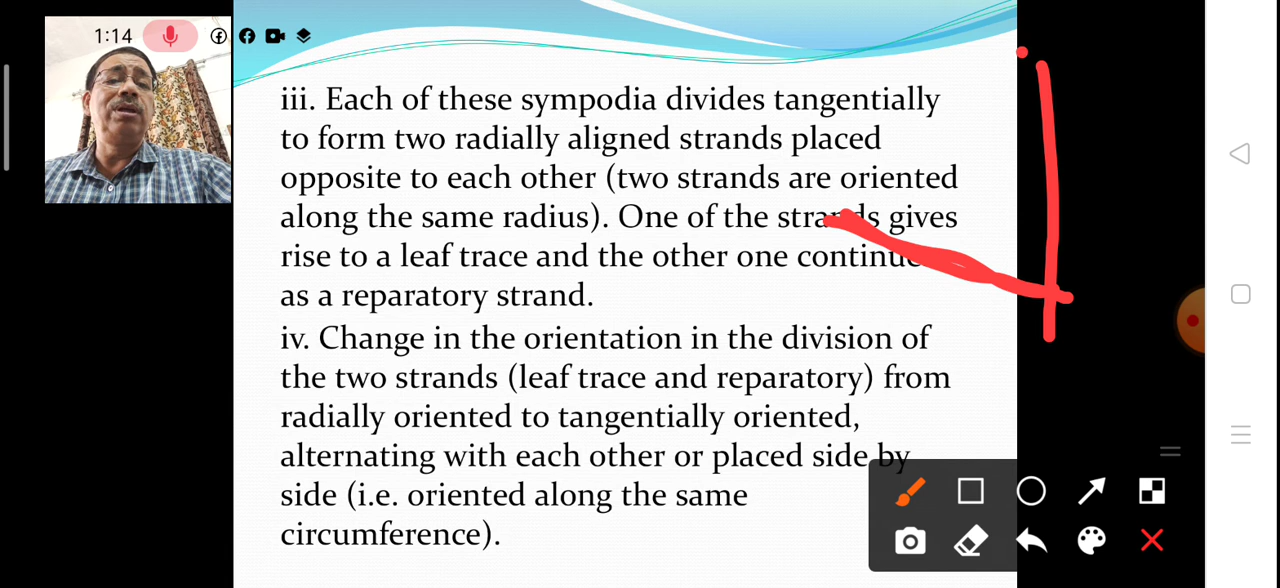 1:14
iii. Each of these sympodia divides tangentially
to form two radially aligned strands placed
opposite to each other (two strands are oriented
along the same radius). One of the strands gives
rise to a leaf trace and the other one continue
as a reparatory strand.
iv. Change in the orientation in the division of
the two strands (leaf trace and reparatory) from
radially oriented to tangentially oriented,
alternating with each other or placed side by
side (i.e. oriented along the same
circumference).